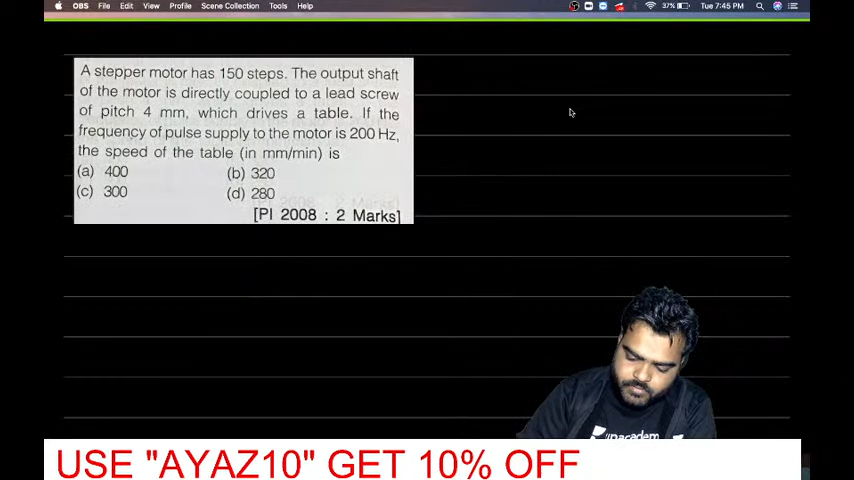 OBS File Edit View Profile Scene Collection Tools Help 37% Tue 7:45 PM
A stepper motor has 150 steps. The output shaft
of the motor is directly coupled to a lead screw
of pitch 4 mm, which drives a table. If the
frequency of pulse supply to the motor is 200 Hz,
the speed of the table (in mm/min) is
(a) 400 (b) 320
(c) 300 (d) 280
[PI 2008 : 2 Marks]
unacadem
USE "AYAZ10" GET 10% OFF